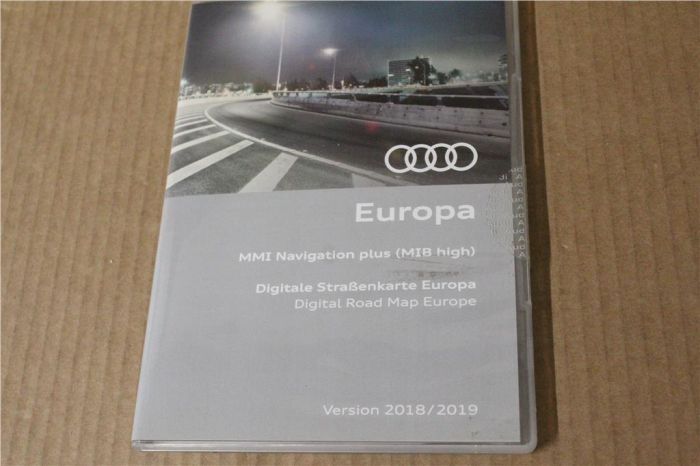 Europa
MMI Navigation plus (MIB high)
Digitale Straßenkarte Europa
Digital Road Map Europe
Version 2018/2019